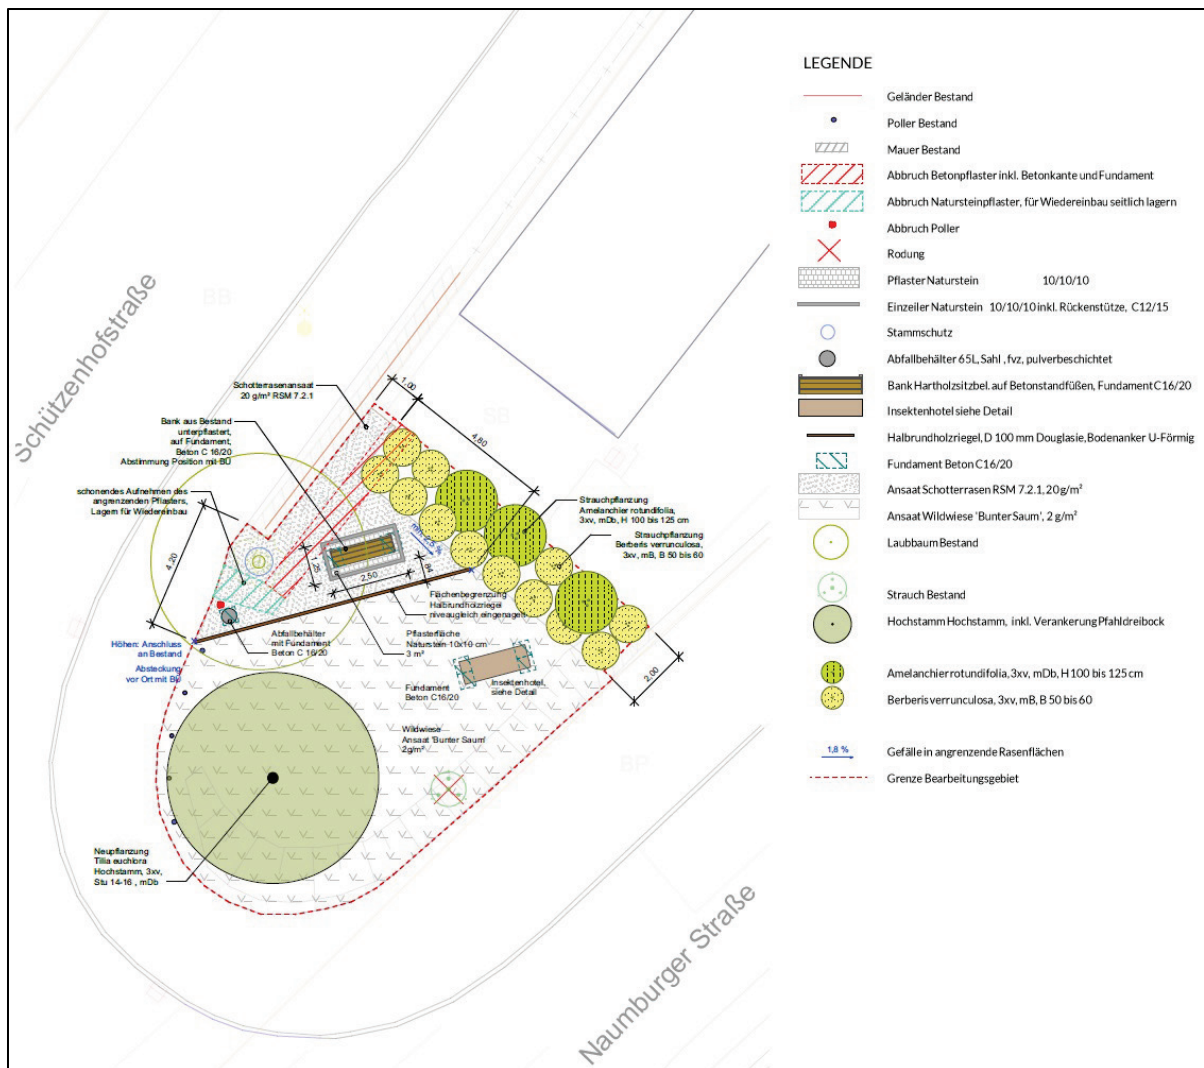 LEGENDE
Geländer Bestand
Poller Bestand
Mauer Bestand
Abbruch Betonpflaster inkl. Betonkante und Fundament
Abbruch Natursteinpflaster, für Wiedereinbau seitlich lagern
Abbruch Poller
Rodung
Pflaster Naturstein 10/10/10
Einzeiler Naturstein 10/10/10 inkl. Rückenstütze, C12/15
Stammschutz
Abfallbehälter 65L, Sahl , fvz, pulverbeschichtet
Bank Hartholzsitzbel. auf Betonstandfüßen, Fundament C16/20
Insektenhotel siehe Detail
Halbrundholzriegel, D 100 mm Douglasie, Bodenanker U-Förmig
Fundament Beton C16/20
Ansaat Schotterrasen RSM 7.2.1, 20 g/m²
Ansaat Wildwiese 'Bunter Saum', 2 g/m²
Laubbaum Bestand
Strauch Bestand
Hochstamm Hochstamm, inkl. Verankerung Pfahldreibock
Amelanchier rotundifolia, 3xv, mDb, H 100 bis 125 cm
Berberis verrunculosa, 3xv, mB, B 50 bis 60
1,8 %
Gefälle in angrenzende Rasenflächen
Grenze Bearbeitungsgebiet
Schützenhofstraße
Naumburger Straße
BB
SB
BP
Schotterrasenansaat
20 g/m² RSM 7.2.1
Bank aus Bestand
unterpflastert,
auf Fundament,
Beton C 16/20
Abstimmung Position mit BÜ
schonendes Aufnehmen des
angrenzenden Pflasters,
Lagern für Wiedereinbau
1,00
4,80
4,20
1,25
2,50
84
2,00
Strauchpflanzung
Amelanchier rotundifolia,
3xv, mDb, H 100 bis 125 cm
Strauchpflanzung
Berberis verrunculosa,
3xv, mB, B 50 bis 60
Flächenbegrenzung
Halbrundholzriegel
niveaugleich eingenagen
Höhen: Anschluss
an Bestand
Absteckung
vor Ort mit BÜ
Abfallbehälter
mit Fundament
Beton C 16/20
Pflasterfläche
Naturstein 10x10 cm
3 m²
Fundament
Beton C16/20
Insektenhotel,
siehe Detail
Wildwiese
Ansaat 'Bunter Saum'
2g/m²
Neupflanzung
Tilia euchlora
Hochstamm, 3xv,
Stu 14-16 , mDb